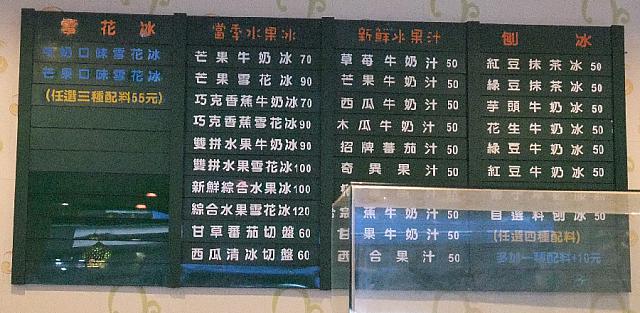 雪花冰
牛奶口味雪花冰
芒果口味雪花冰
(任選三種配料55元)
當季水果冰
芒果牛奶冰 70
芒果雪花冰 90
巧克香蕉牛奶冰 70
巧克香蕉雪花冰 90
雙拼水果牛奶冰 90
雙拼水果雪花冰 100
新鮮綜合水果冰 100
綜合水果雪花冰 120
甘草蕃茄切盤 60
西瓜清冰切盤 60
新鮮水果汁
草莓牛奶汁 50
芒果牛奶汁 50
西瓜牛奶汁 50
木瓜牛奶汁 50
招牌蕃茄汁 50
奇異果汁 50
蕉牛奶汁 50
果牛奶汁 50
合果汁 50
刨冰
紅豆抹茶冰 50
綠豆抹茶冰 50
芋頭牛奶冰 50
花生牛奶冰 50
綠豆牛奶冰 50
紅豆牛奶冰 50
自選料刨冰 50
(任選四種配料)
多加一種配料+10元